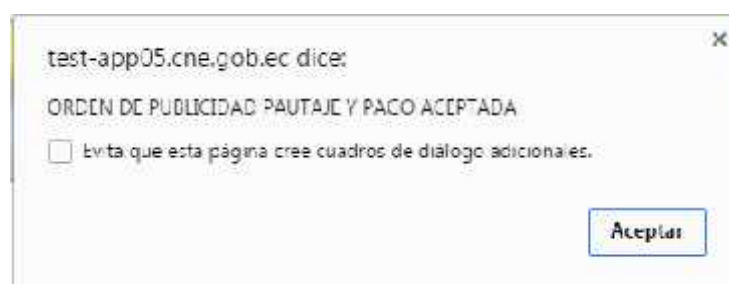 test-app05.cne.gob.ec dice:
ORDEN DE PUBLICIDAD PAUTAJE Y PAGO ACEPTADA
Evita que esta página cree cuadros de diálogo adicionales.
Aceptar